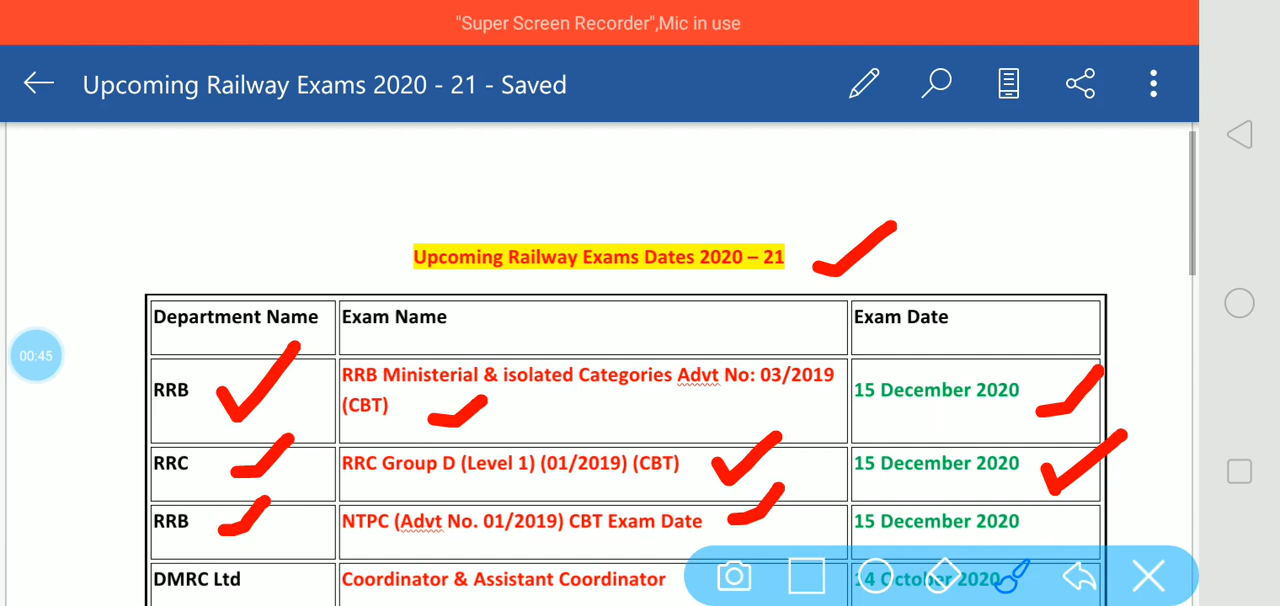 "Super Screen Recorder",Mic in use
Upcoming Railway Exams 2020 - 21 - Saved
Upcoming Railway Exams Dates 2020 – 21
Department Name Exam Name Exam Date
RRB RRB Ministerial & isolated Categories Advt No: 03/2019 (CBT) 15 December 2020
RRC RRC Group D (Level 1) (01/2019) (CBT) 15 December 2020
RRB NTPC (Advt No. 01/2019) CBT Exam Date 15 December 2020
DMRC Ltd Coordinator & Assistant Coordinator 14 October 2020
00:45